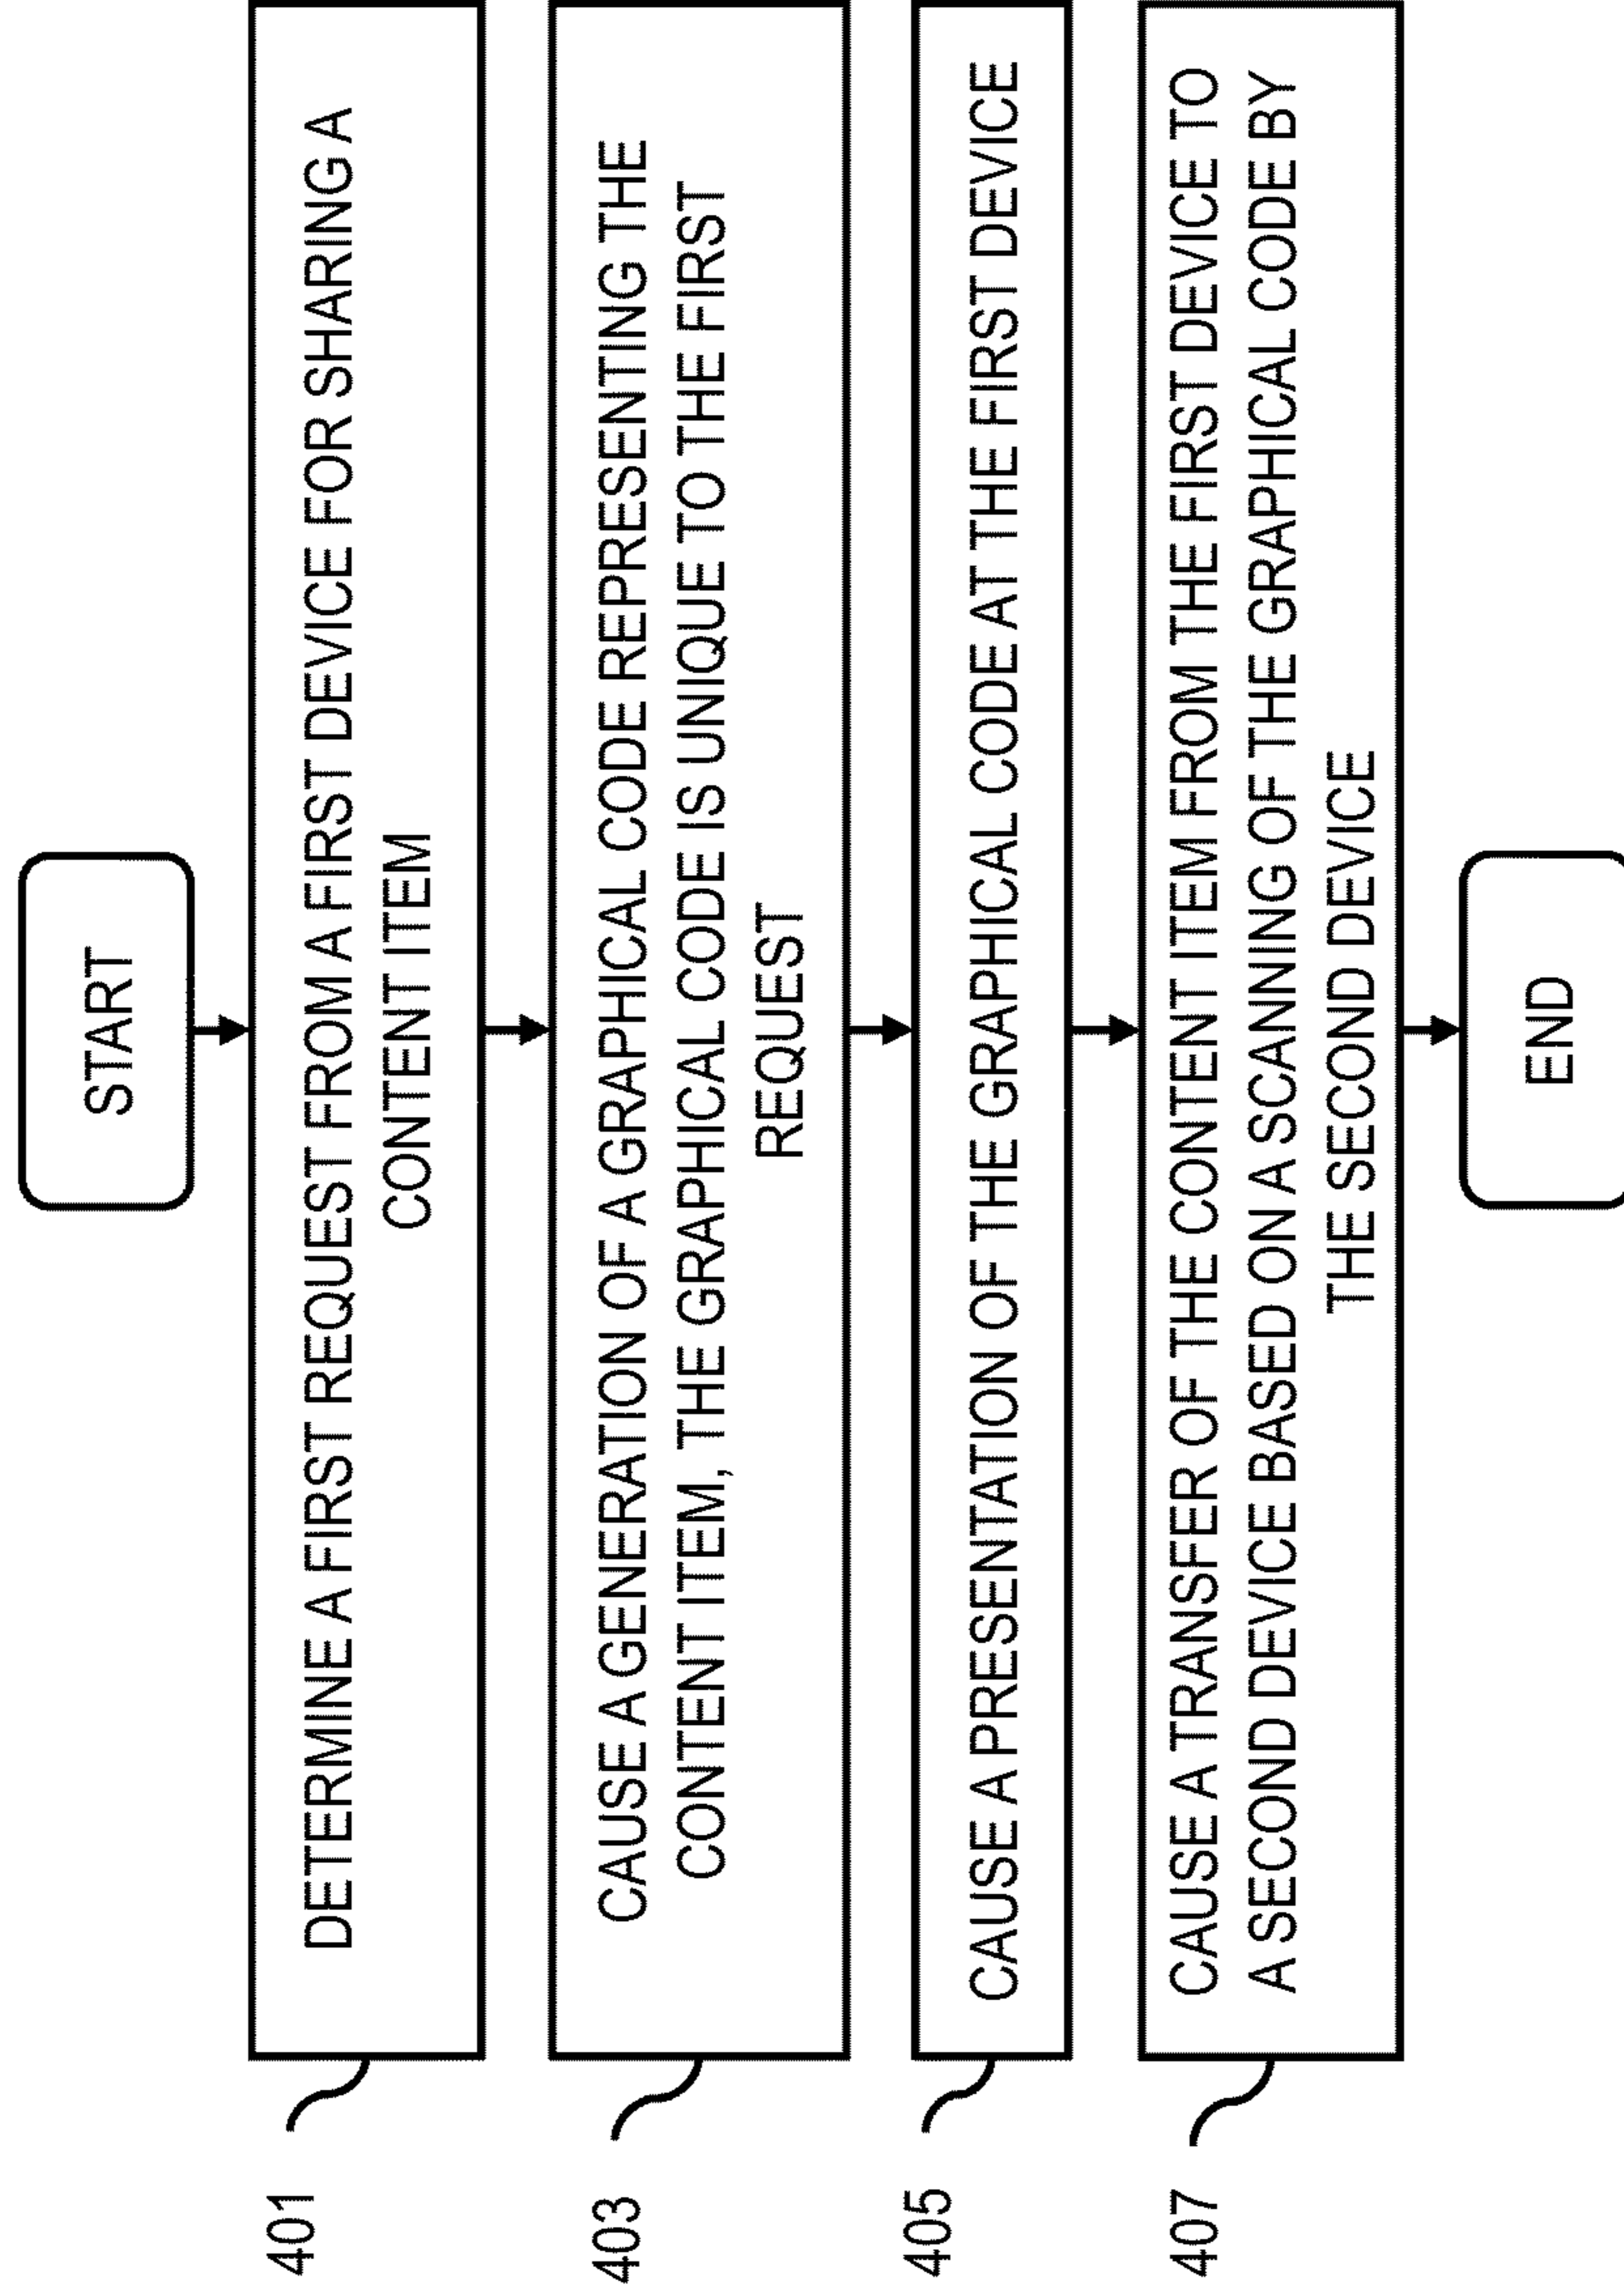 START
401
DETERMINE A FIRST REQUEST FROM A FIRST DEVICE FOR SHARING A
CONTENT ITEM
403
CAUSE A GENERATION OF A GRAPHICAL CODE REPRESENTING THE
CONTENT ITEM, THE GRAPHICAL CODE IS UNIQUE TO THE FIRST
REQUEST
405
CAUSE A PRESENTATION OF THE GRAPHICAL CODE AT THE FIRST DEVICE
407
CAUSE A TRANSFER OF THE CONTENT ITEM FROM THE FIRST DEVICE TO
A SECOND DEVICE BASED ON A SCANNING OF THE GRAPHICAL CODE BY
THE SECOND DEVICE
END